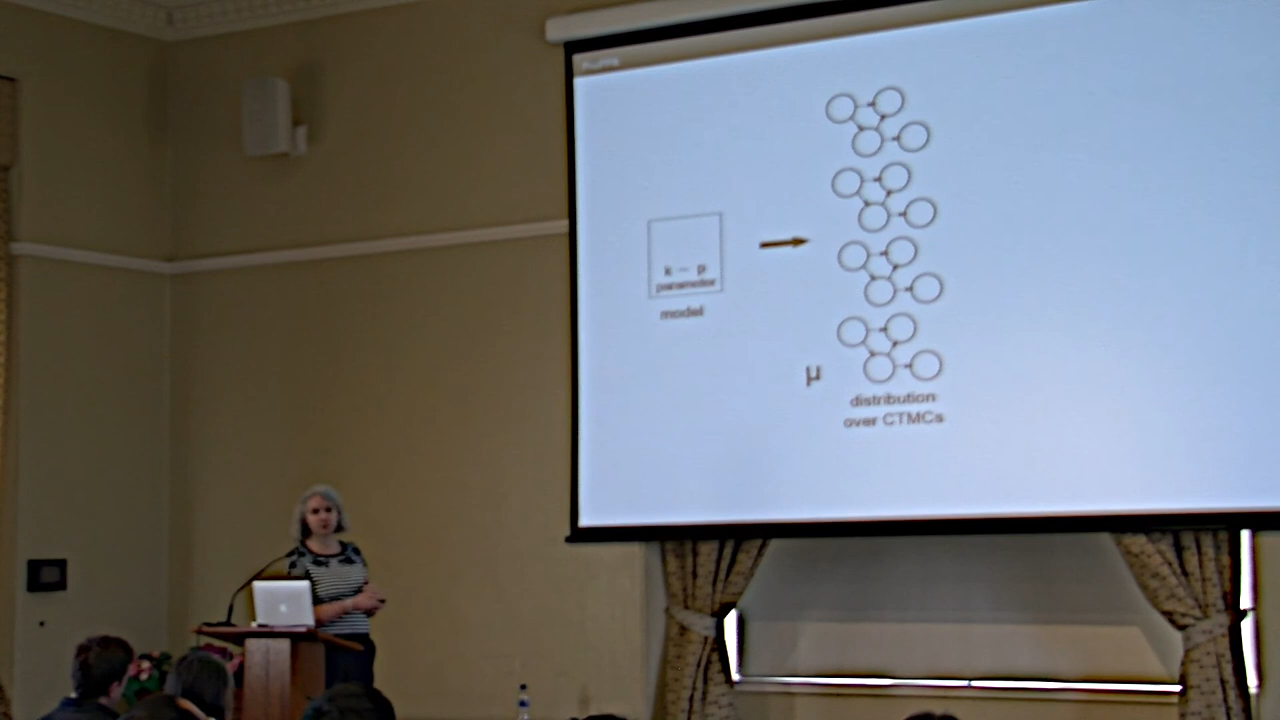 k — p
parameter
model
μ
distribution
over CTMCs